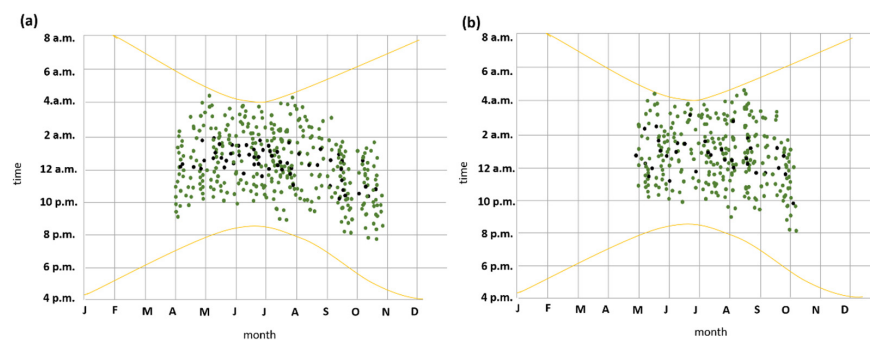 (a)
8 a.m.
6 a.m.
4 a.m.
2 a.m.
12 a.m.
10 p.m.
8 p.m.
6 p.m.
4 p.m.
time
J F M A M J J A S O N D
month
(b)
8 a.m.
6 a.m.
4 a.m.
2 a.m.
12 a.m.
10 p.m.
8 p.m.
6 p.m.
4 p.m.
time
J F M A M J J A S O N D
month